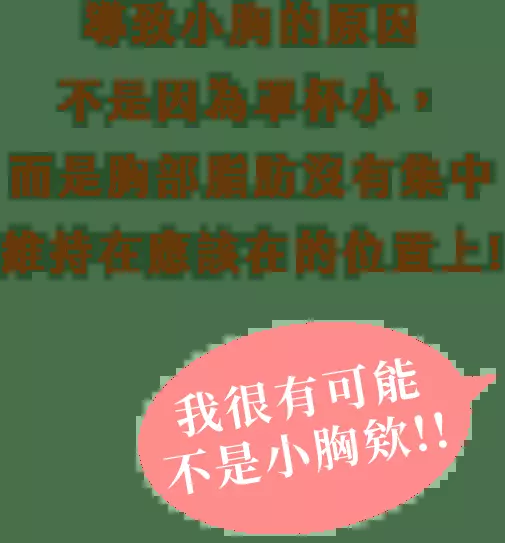 導致小胸的原因
不是因為罩杯小，
而是胸部脂肪沒有集中
維持在應該在的位置上!
我很有可能
不是小胸欸!!